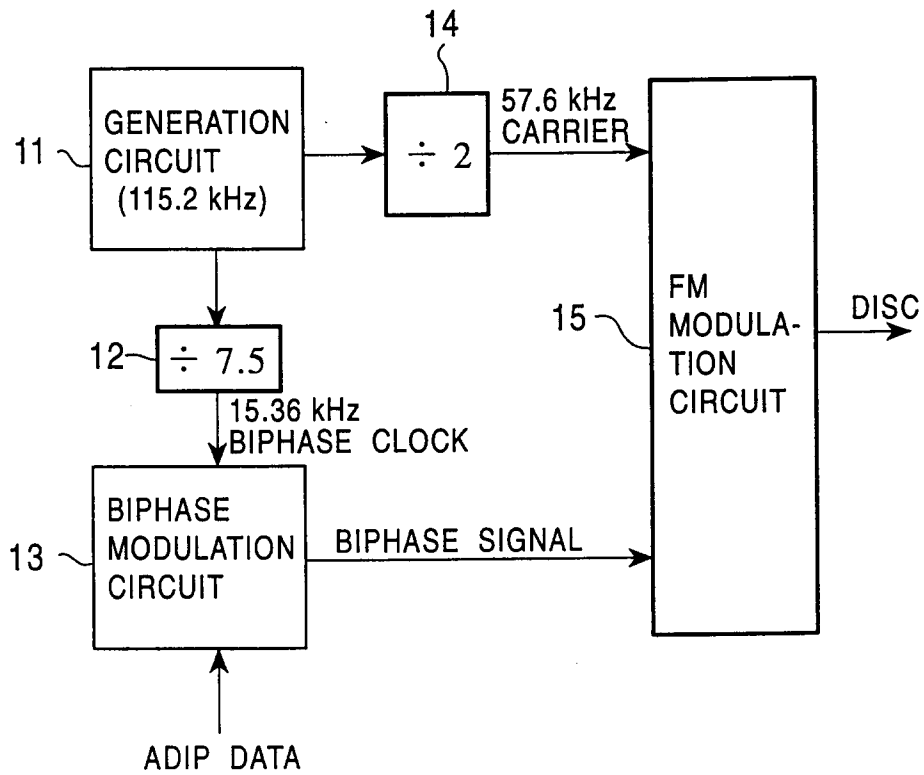 14
GENERATION
CIRCUIT
(115.2 kHz)
11
÷ 2
57.6 kHz
CARRIER
FM
MODULA-
TION
CIRCUIT
15
DISC
12
÷ 7.5
15.36 kHz
BIPHASE CLOCK
BIPHASE
MODULATION
CIRCUIT
13
BIPHASE SIGNAL
ADIP DATA